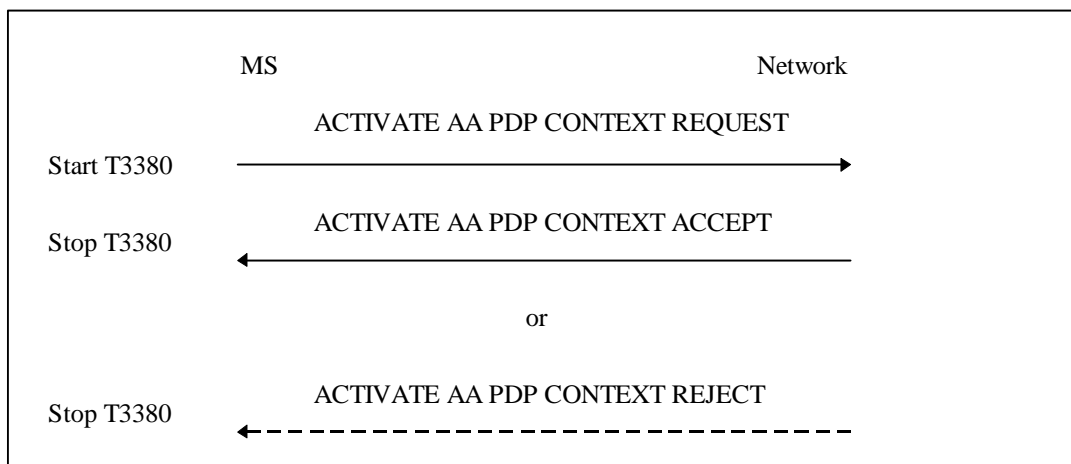 MS Network
ACTIVATE AA PDP CONTEXT REQUEST
Start T3380
ACTIVATE AA PDP CONTEXT ACCEPT
Stop T3380
or
ACTIVATE AA PDP CONTEXT REJECT
Stop T3380